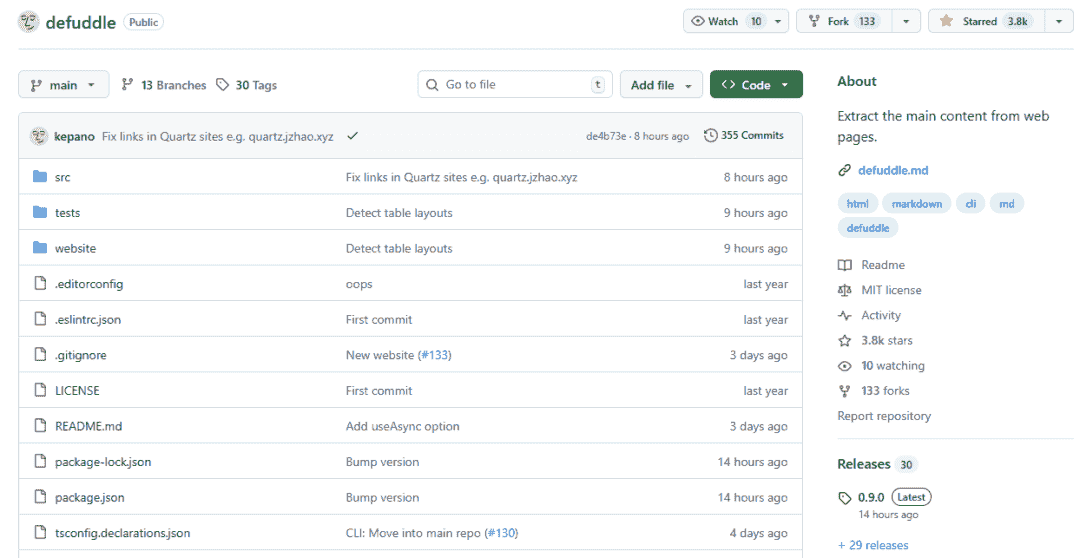 defuddle Public Watch 10 Fork 133 Starred 3.8k
main 13 Branches 30 Tags Go to file t Add file Code
kepano Fix links in Quartz sites e.g. quartz.jzhao.xyz de4b73e · 8 hours ago 355 Commits
src Fix links in Quartz sites e.g. quartz.jzhao.xyz 8 hours ago
tests Detect table layouts 9 hours ago
website Detect table layouts 9 hours ago
.editorconfig oops last year
.eslintrc.json First commit last year
.gitignore New website (#133) 3 days ago
LICENSE First commit last year
README.md Add useAsync option 3 days ago
package-lock.json Bump version 14 hours ago
package.json Bump version 14 hours ago
tsconfig.declarations.json CLI: Move into main repo (#130) 4 days ago
About
Extract the main content from web
pages.
defuddle.md
html markdown cli md
defuddle
Readme
MIT license
Activity
3.8k stars
10 watching
133 forks
Report repository
Releases 30
0.9.0 Latest
14 hours ago
+ 29 releases